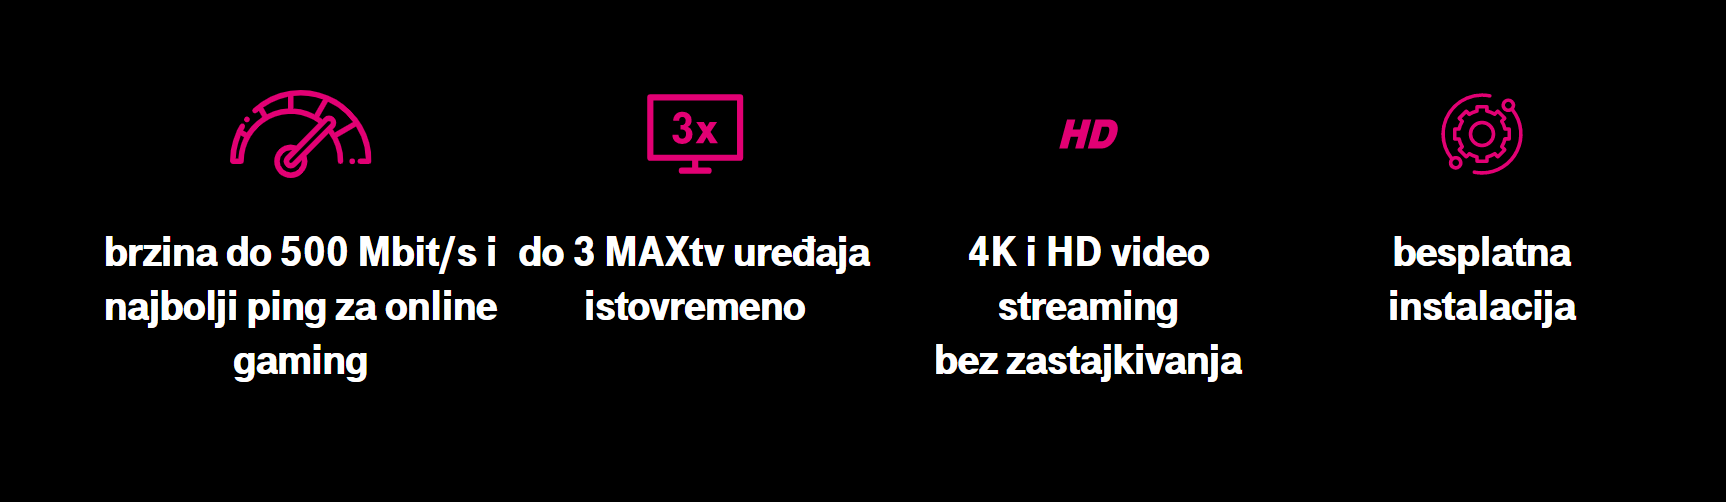 3x
HD
brzina do 500 Mbit/s i
najbolji ping za online
gaming
do 3 MAXtv uređaja
istovremeno
4K i HD video
streaming
bez zastajkivanja
besplatna
instalacija